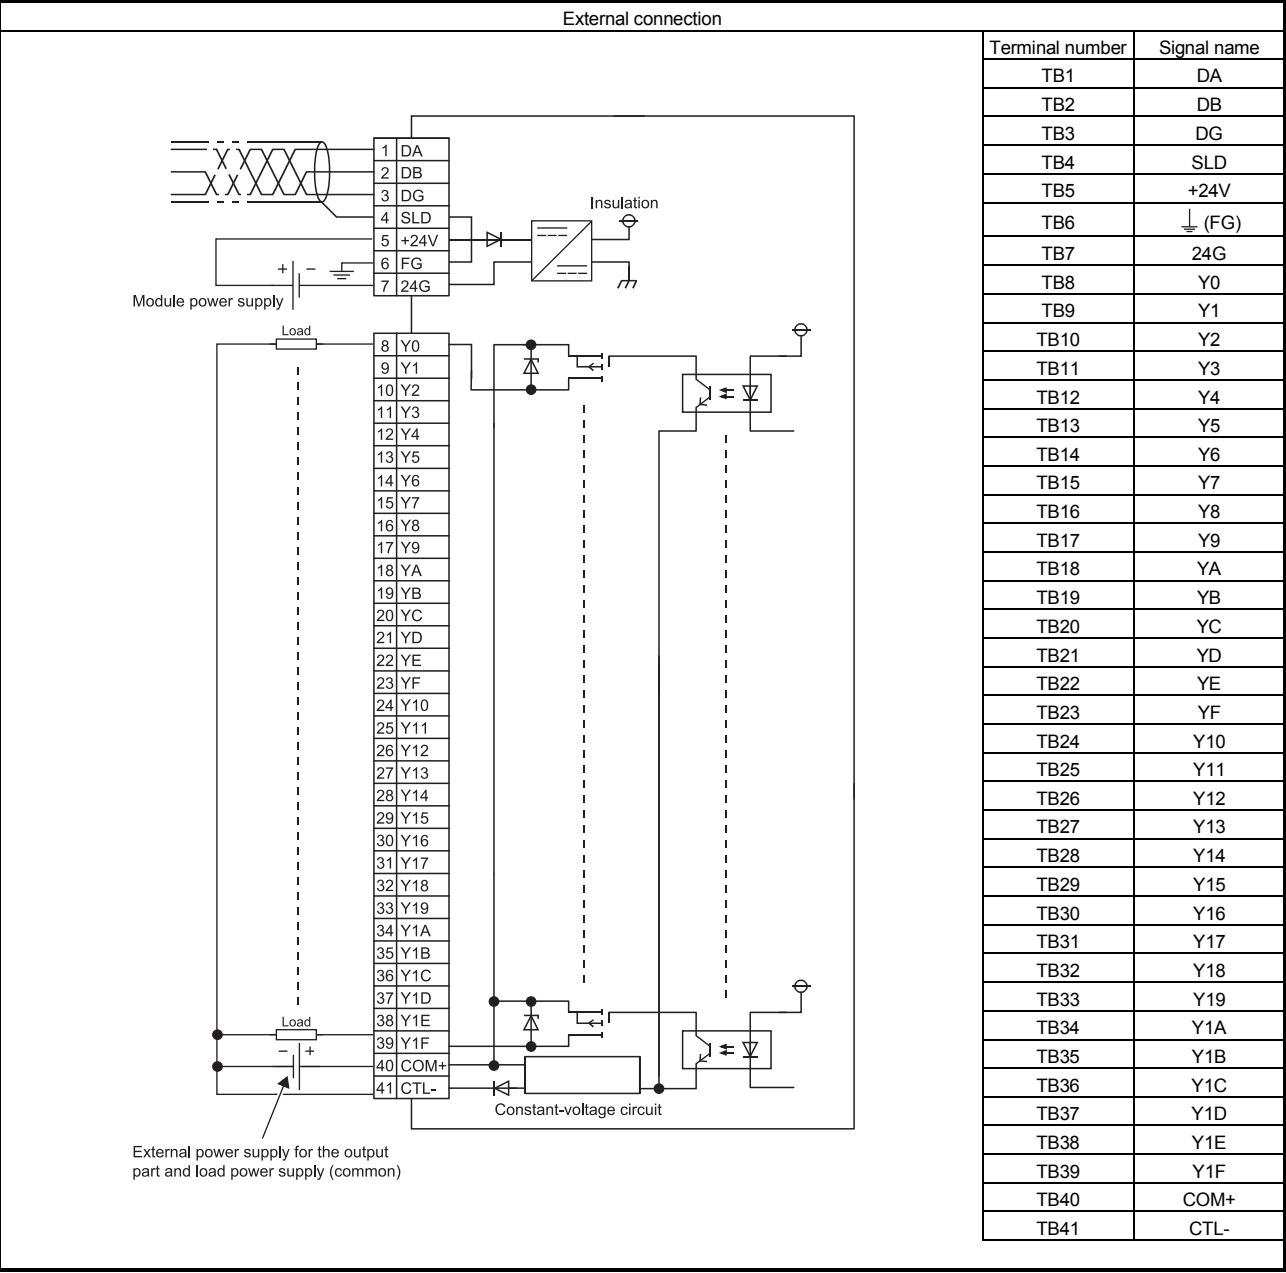 External connection
1 DA
2 DB
3 DG
4 SLD
5 +24V
6 FG
7 24G
Insulation
+ −
Module power supply
Load
8 Y0
9 Y1
10 Y2
11 Y3
12 Y4
13 Y5
14 Y6
15 Y7
16 Y8
17 Y9
18 YA
19 YB
20 YC
21 YD
22 YE
23 YF
24 Y10
25 Y11
26 Y12
27 Y13
28 Y14
29 Y15
30 Y16
31 Y17
32 Y18
33 Y19
34 Y1A
35 Y1B
36 Y1C
37 Y1D
38 Y1E
39 Y1F
40 COM+
41 CTL-
Load
− +
Constant-voltage circuit
External power supply for the output
part and load power supply (common)
Terminal number Signal name
TB1 DA
TB2 DB
TB3 DG
TB4 SLD
TB5 +24V
TB6 (FG)
TB7 24G
TB8 Y0
TB9 Y1
TB10 Y2
TB11 Y3
TB12 Y4
TB13 Y5
TB14 Y6
TB15 Y7
TB16 Y8
TB17 Y9
TB18 YA
TB19 YB
TB20 YC
TB21 YD
TB22 YE
TB23 YF
TB24 Y10
TB25 Y11
TB26 Y12
TB27 Y13
TB28 Y14
TB29 Y15
TB30 Y16
TB31 Y17
TB32 Y18
TB33 Y19
TB34 Y1A
TB35 Y1B
TB36 Y1C
TB37 Y1D
TB38 Y1E
TB39 Y1F
TB40 COM+
TB41 CTL-